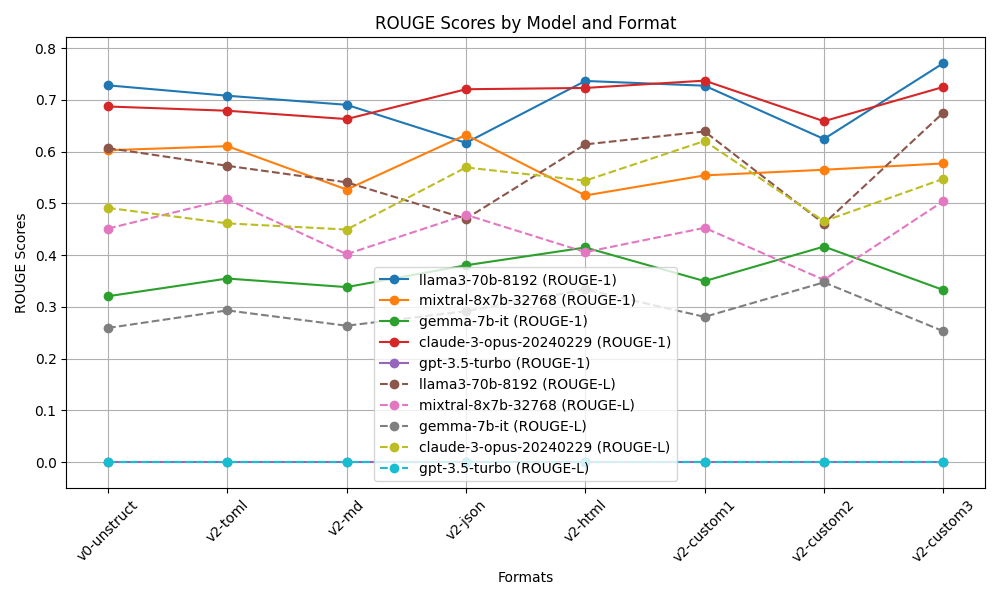 ROUGE Scores by Model and Format
ROUGE Scores
0.8
0.7
0.6
0.5
0.4
0.3
0.2
0.1
0.0
llama3-70b-8192 (ROUGE-1)
mixtral-8x7b-32768 (ROUGE-1)
gemma-7b-it (ROUGE-1)
claude-3-opus-20240229 (ROUGE-1)
gpt-3.5-turbo (ROUGE-1)
llama3-70b-8192 (ROUGE-L)
mixtral-8x7b-32768 (ROUGE-L)
gemma-7b-it (ROUGE-L)
claude-3-opus-20240229 (ROUGE-L)
gpt-3.5-turbo (ROUGE-L)
v0-unstruct
v2-toml
v2-md
v2-json
v2-html
v2-custom1
v2-custom2
v2-custom3
Formats